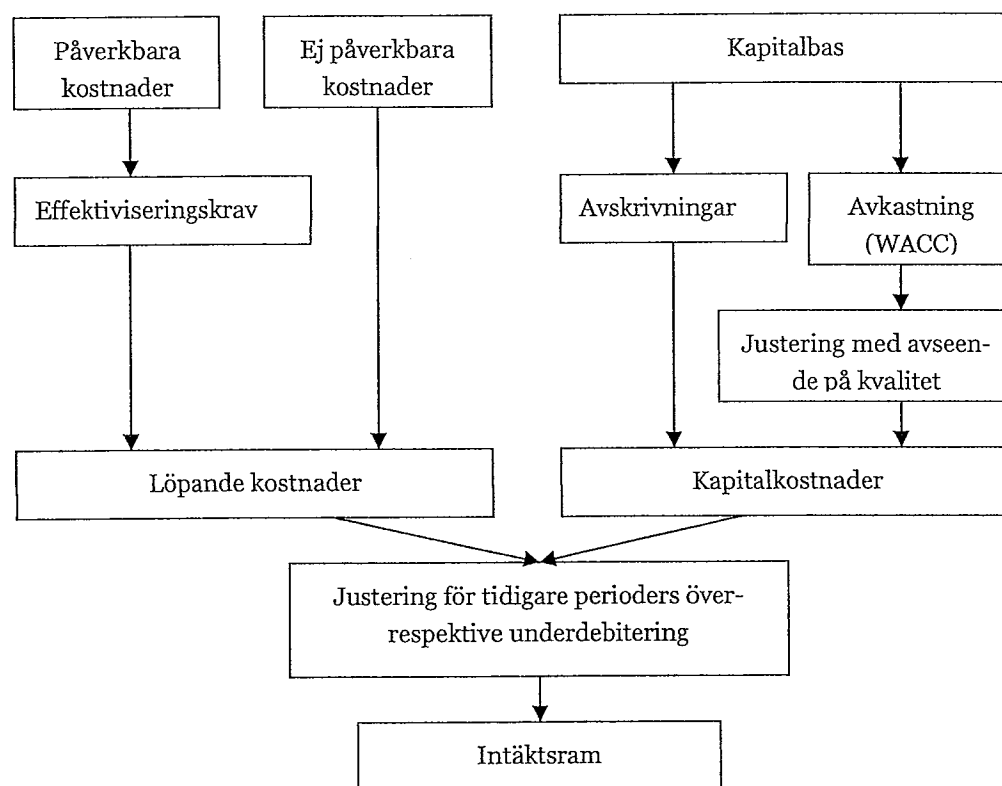 Påverkbara
kostnader
Ej påverkbara
kostnader
Kapitalbas
Effektiviseringskrav
Avskrivningar
Avkastning
(WACC)
Justering med avseen-
de på kvalitet
Löpande kostnader
Kapitalkostnader
Justering för tidigare perioders över-
respektive underdebitering
Intäktsram